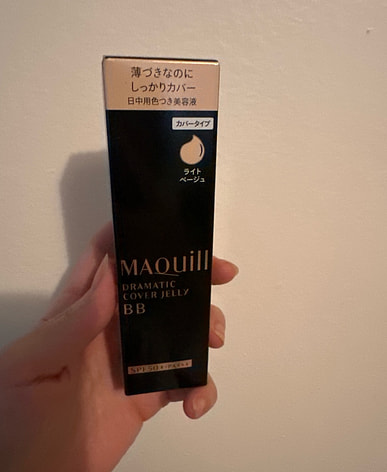 薄づきなのに
しっかりカバー
日中用色つき美容液
カバータイプ
ライト
ベージュ
MAQuill
DRAMATIC
COVER JELLY
BB
SPF50